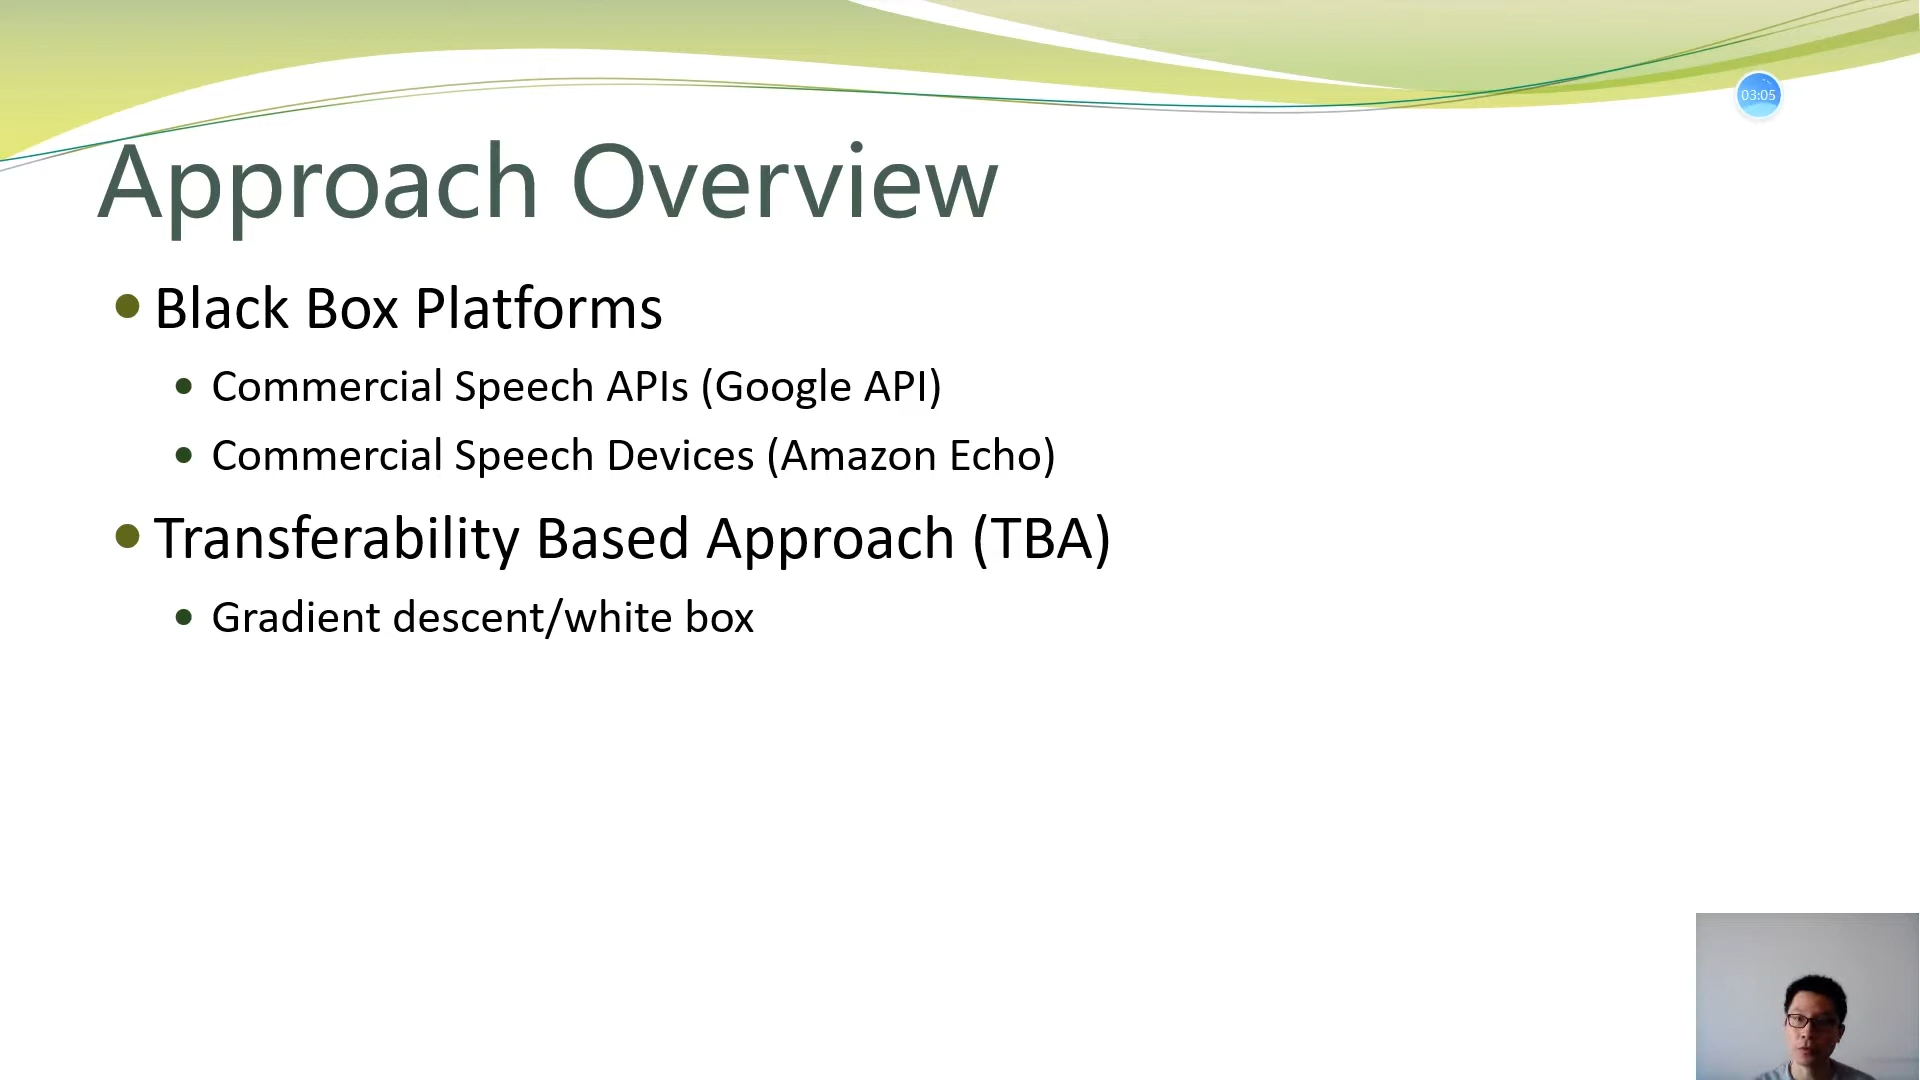 03:05
Approach Overview
Black Box Platforms
Commercial Speech APIs (Google API)
Commercial Speech Devices (Amazon Echo)
Transferability Based Approach (TBA)
Gradient descent/white box